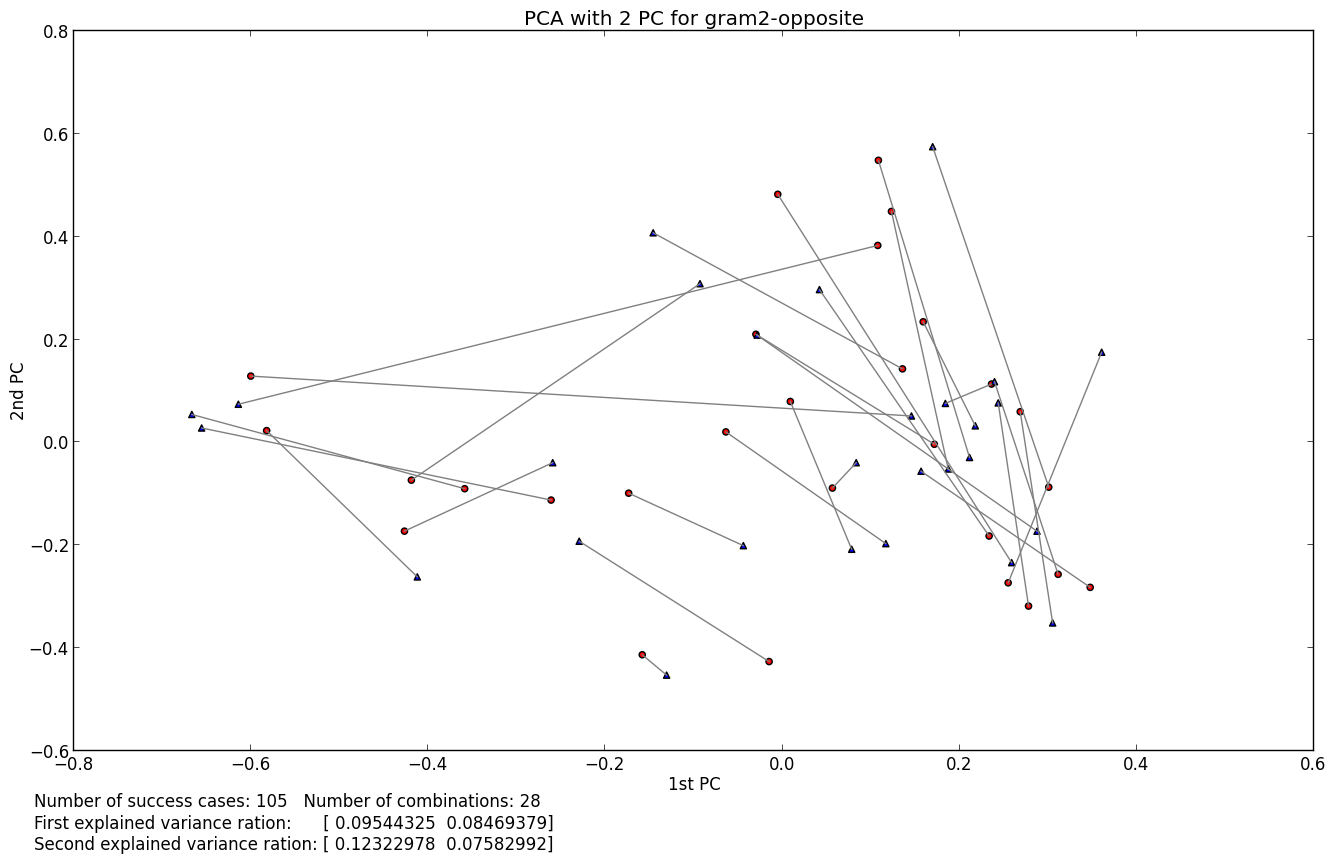 PCA with 2 PC for gram2-opposite
0.8
0.6
0.4
0.2
0.0
−0.2
−0.4
−0.6
2nd PC
−0.8 −0.6 −0.4 −0.2 0.0 0.2 0.4 0.6
1st PC
Number of success cases: 105 Number of combinations: 28
First explained variance ration: [ 0.09544325 0.08469379]
Second explained variance ration: [ 0.12322978 0.07582992]